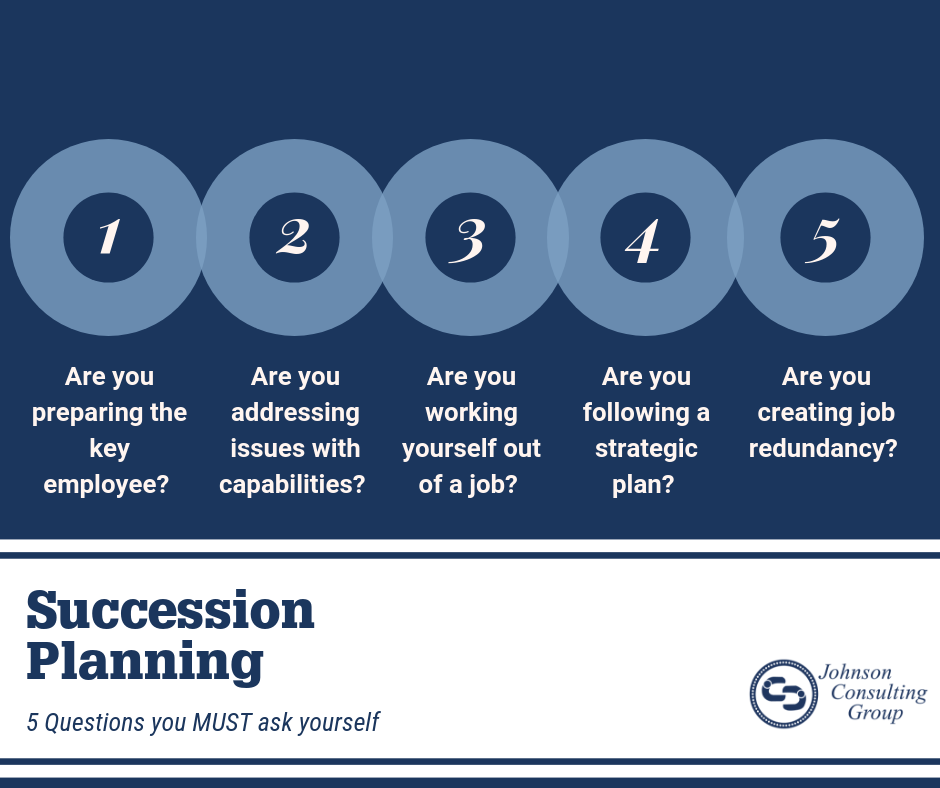 1
2
3
4
5
Are you
preparing the
key
employee?
Are you
addressing
issues with
capabilities?
Are you
working
yourself out
of a job?
Are you
following a
strategic
plan?
Are you
creating job
redundancy?
Succession
Planning
5 Questions you MUST ask yourself
Johnson
Consulting
Group